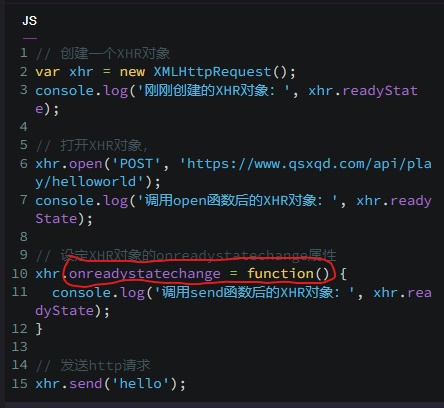 JS
1 // 创建一个XHR对象
2 var xhr = new XMLHttpRequest();
3 console.log('刚刚创建的XHR对象: ', xhr.readyStat
e);
4
5 // 打开XHR对象,
6 xhr.open('POST', 'https://www.qsxqd.com/api/pla
y/helloworld');
7 console.log('调用open函数后的XHR对象: ', xhr.ready
State);
8
9 // 设定XHR对象的onreadystatechange属性
10 xhr.onreadystatechange = function() {
11   console.log('调用send函数后的XHR对象: ', xhr.rea
dyState);
12 }
13
14 // 发送http请求
15 xhr.send('hello');